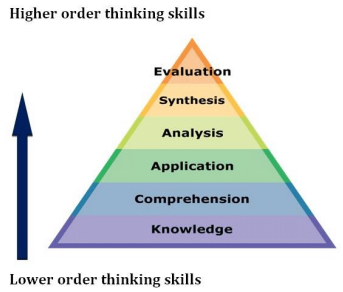 Higher order thinking skills
Evaluation
Synthesis
Analysis
Application
Comprehension
Knowledge
Lower order thinking skills